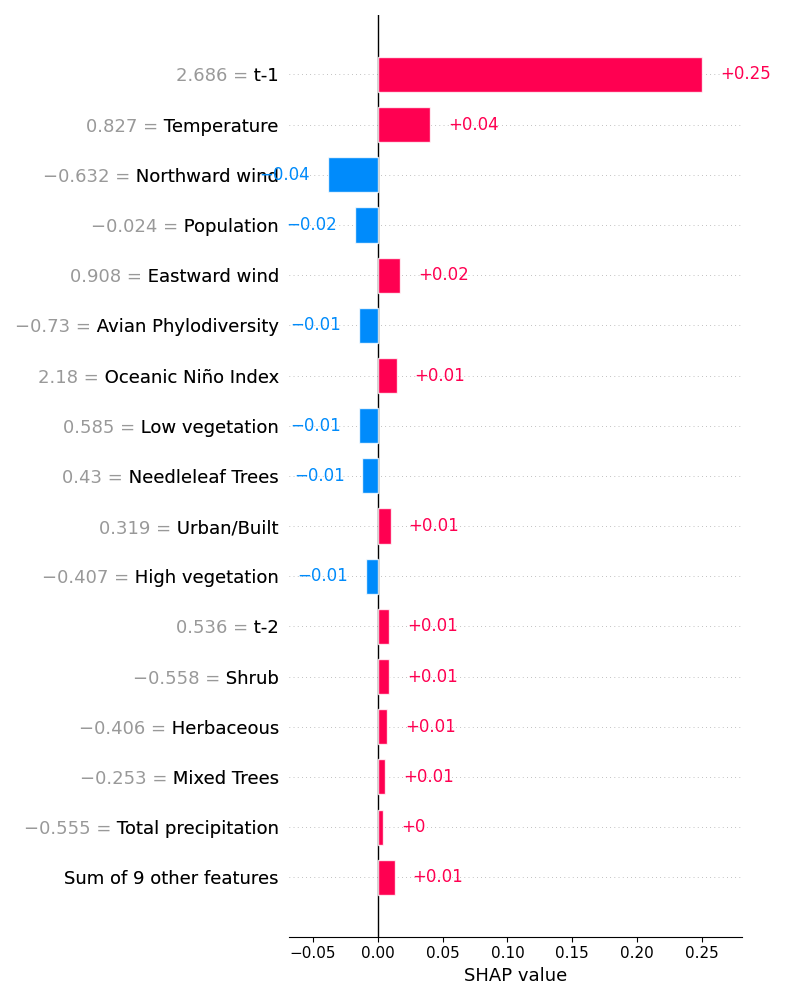 2.686 = t-1 +0.25
0.827 = Temperature +0.04
−0.632 = Northward wind −0.04
−0.024 = Population −0.02
0.908 = Eastward wind +0.02
−0.73 = Avian Phylodiversity −0.01
2.18 = Oceanic Niño Index +0.01
0.585 = Low vegetation −0.01
0.43 = Needleleaf Trees −0.01
0.319 = Urban/Built +0.01
−0.407 = High vegetation −0.01
0.536 = t-2 +0.01
−0.558 = Shrub +0.01
−0.406 = Herbaceous +0.01
−0.253 = Mixed Trees +0.01
−0.555 = Total precipitation +0
Sum of 9 other features +0.01
−0.05 0.00 0.05 0.10 0.15 0.20 0.25
SHAP value